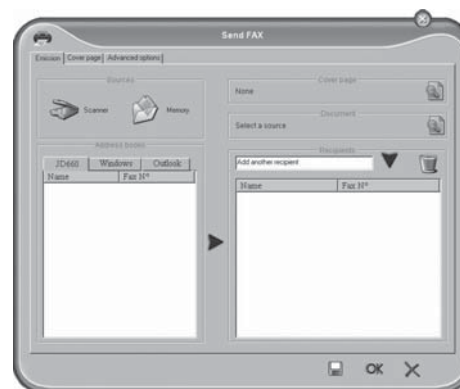 Send FAX
Emission Cover page Advanced options
Sources
Scanner Memory
Address books
JD660 Windows Outlook
Name Fax N°
Cover page
None
Document
Select a source
Recipients
Add another recipient
Name Fax N°
OK